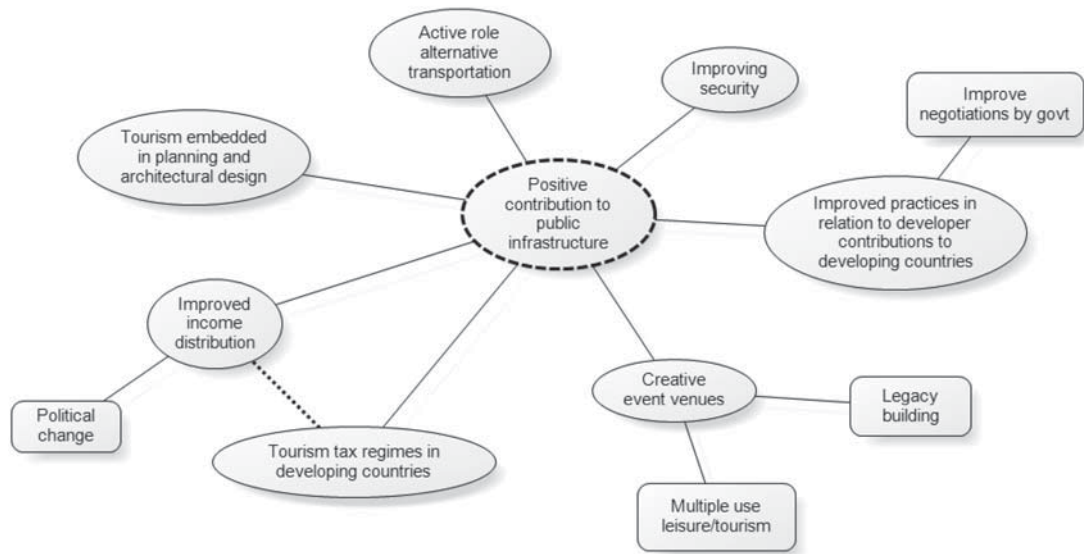 Active role
alternative
transportation
Improving
security
Improve
negotiations by govt
Tourism embedded
in planning and
architectural design
Positive
contribution to
public
infrastructure
Improved practices in
relation to developer
contributions to
developing countries
Improved
income
distribution
Creative
event venues
Legacy
building
Political
change
Tourism tax regimes in
developing countries
Multiple use
leisure/tourism